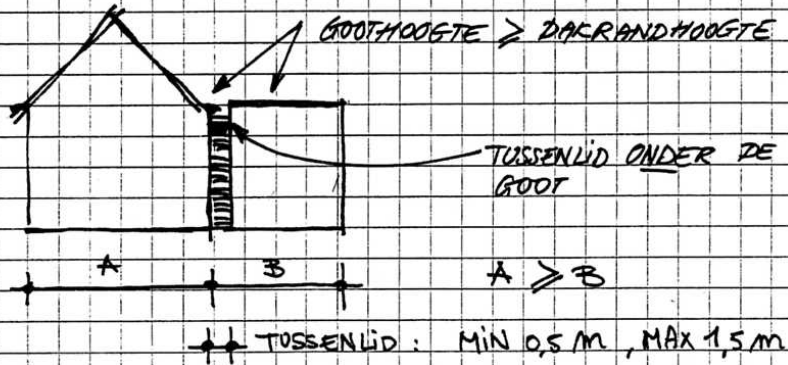 GOOTHOOGTE ≥ DAKRANDHOOGTE
TUSSENLID ONDER DE
GOOT
A B A ≥ B
TUSSENLID : MIN 0,5 M , MAX 1,5 M